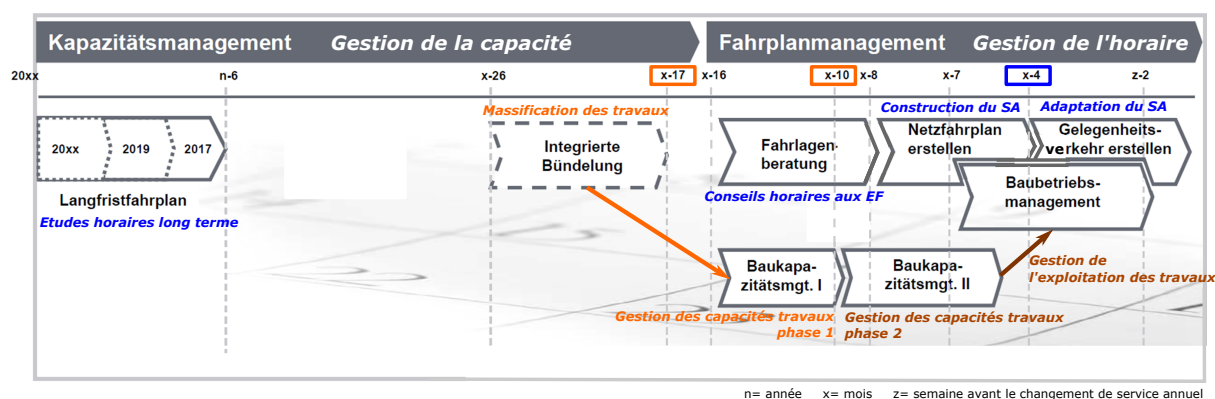 Kapazitätsmanagement Gestion de la capacité
Fahrplanmanagement Gestion de l'horaire
20xx n-6 x-26 x-17 x-16 x-10 x-8 x-7 x-4 z-2
Massification des travaux
Construction du SA
Adaptation du SA
20xx 2019 2017
Integrierte
Bündelung
Fahrlagen
beratung
Netzfahrplan
erstellen
Gelegenheits-
verkehr erstellen
Langfristfahrplan
Etudes horaires long terme
Conseils horaires aux EF
Baubetriebs-
management
Baukapa-
zitätsmgt. I
Baukapa-
zitätsmgt. II
Gestion de
l'exploitation des travaux
Gestion des capacités travaux
phase 1
Gestion des capacités travaux
phase 2
n= année x= mois z= semaine avant le changement de service annuel